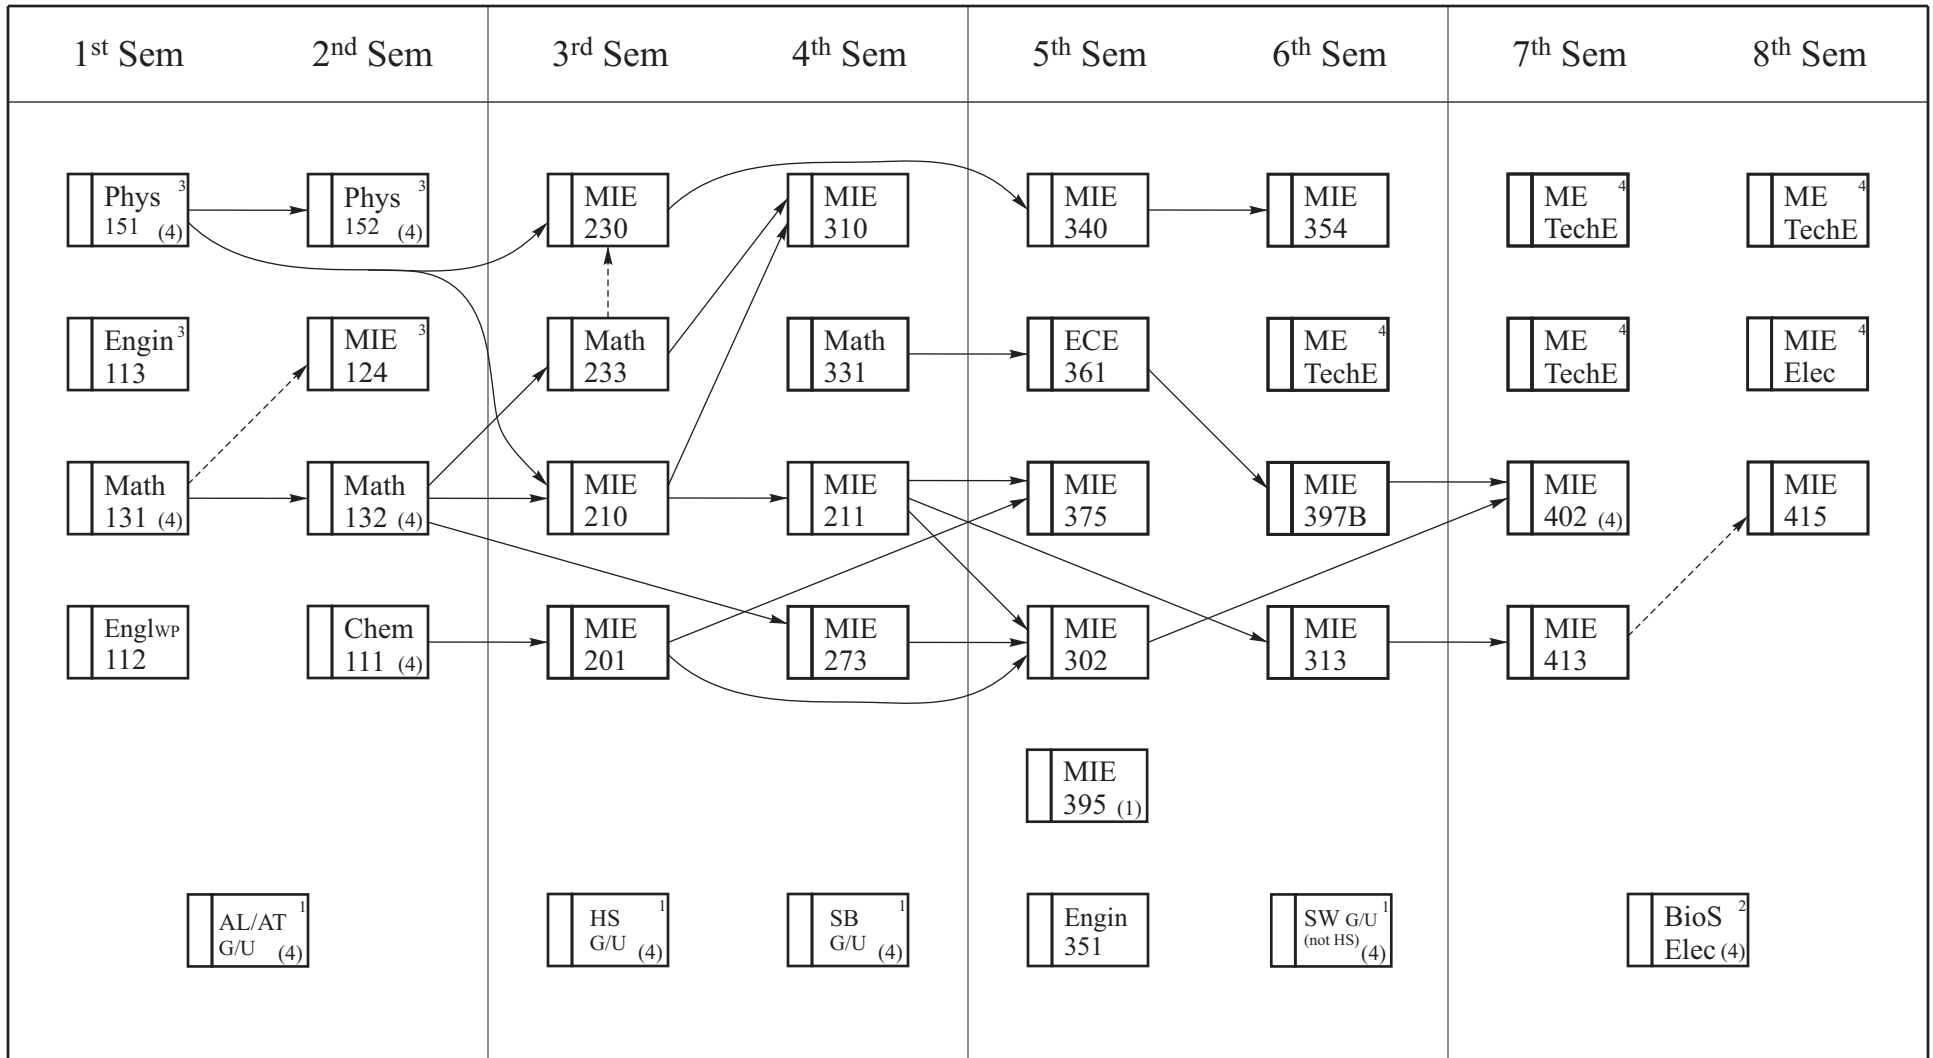 1st Sem 2nd Sem 3rd Sem 4th Sem 5th Sem 6th Sem 7th Sem 8th Sem
Phys 3
151 (4)
Phys 3
152 (4)
MIE
230
MIE
310
MIE
340
MIE
354
ME 4
TechE
ME 4
TechE
Engin 3
113
MIE 3
124
Math
233
Math
331
ECE
361
ME 4
TechE
ME 4
TechE
MIE 4
Elec
Math
131 (4)
Math
132 (4)
MIE
210
MIE
211
MIE
375
MIE
397B
MIE
402 (4)
MIE
415
EnglWP
112
Chem
111 (4)
MIE
201
MIE
273
MIE
302
MIE
313
MIE
413
MIE
395 (1)
AL/AT 1
G/U (4)
HS 1
G/U (4)
SB 1
G/U (4)
Engin
351
SW G/U 1
(not HS)
(4)
BioS 2
Elec (4)